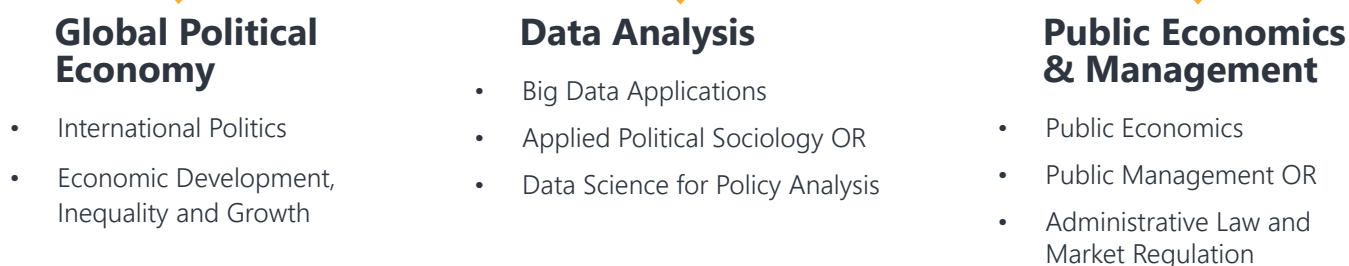 Global Political
Economy
• International Politics
• Economic Development,
Inequality and Growth
Data Analysis
• Big Data Applications
• Applied Political Sociology OR
• Data Science for Policy Analysis
Public Economics
& Management
• Public Economics
• Public Management OR
• Administrative Law and
Market Regulation